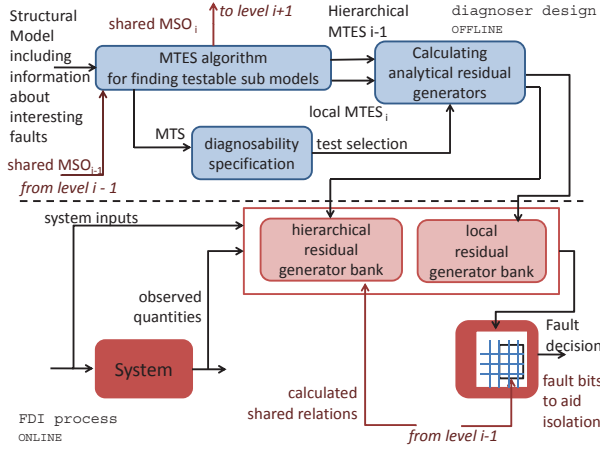 Structural
Model
including
information
about
interesting
faults
shared MSO i
to level i+1
Hierarchical
MTES i-1
diagnoser design
OFFLINE
MTES algorithm
for finding testable sub models
Calculating
analytical residual
generators
local MTES i
MTS
diagnosability
specification
test selection
shared MSO i-1
from level i - 1
system inputs
hierarchical
residual
generator bank
local
residual
generator bank
observed
quantities
System
calculated
shared relations
Fault
decision
fault bits
to aid
isolation
from level i-1
FDI process
ONLINE